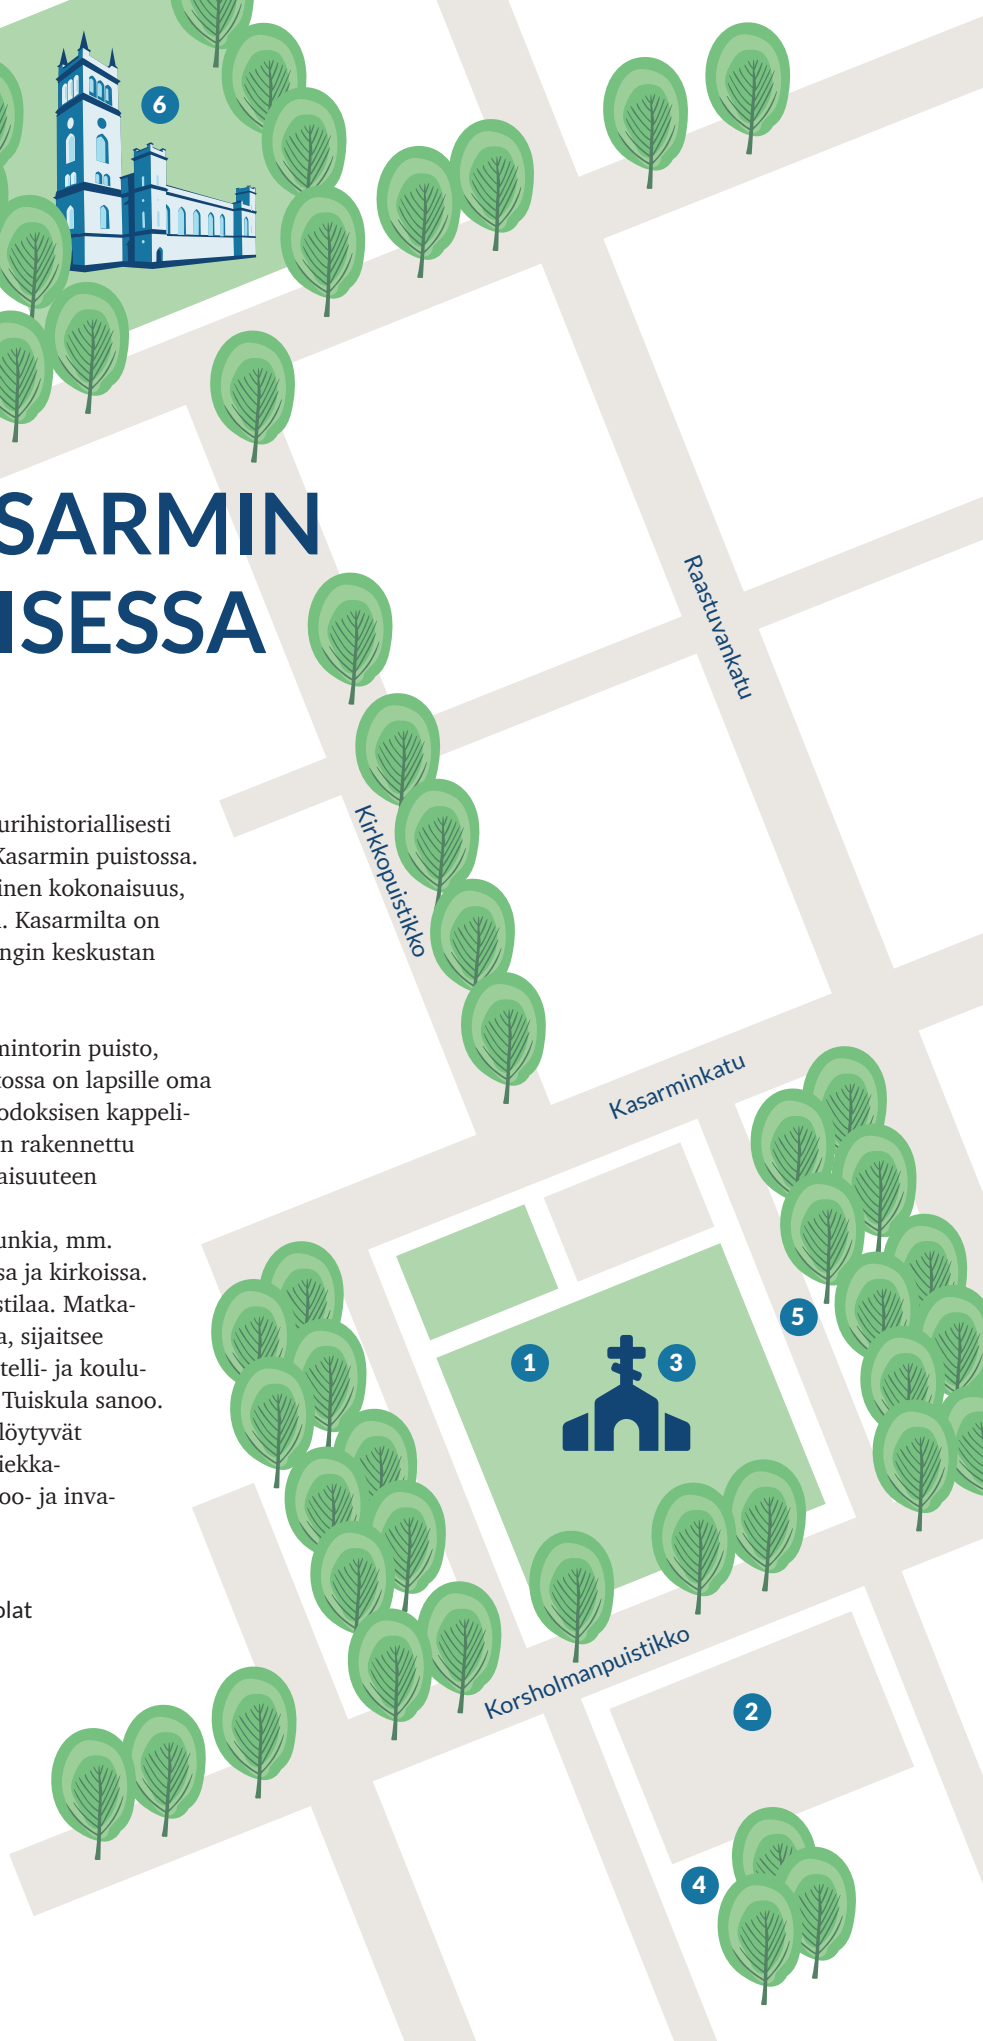 6
SARMIN
ISESSA
Raastuvankatu
urihistoriallisesti
Kasarmin puistossa.
inen kokonaisuus,
. Kasarmilta on
ngin keskustan
Kirkkopuistikko
mintorin puisto,
tossa on lapsille oma
odoksisen kappeli-
n rakennettu
aisuuteen
Kasarminkatu
unkia, mm.
sa ja kirkoissa.
stilaa. Matka-
a, sijaitsee
telli- ja koulu-
Tuiskula sanoo.
löytyvät
iekka-
oo- ja inva-
5
1
3
olat
Korsholmanpuistikko
2
4